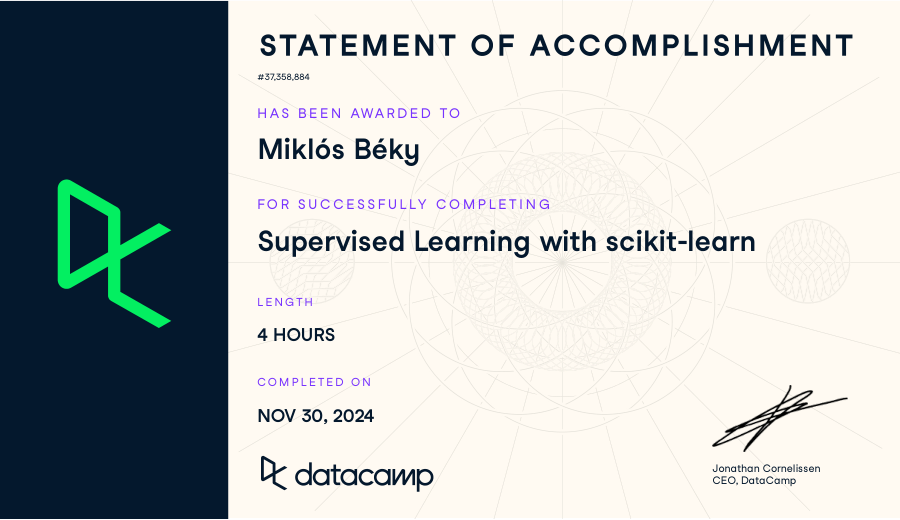 STATEMENT OF ACCOMPLISHMENT
#37,358,884
HAS BEEN AWARDED TO
Miklós Béky
FOR SUCCESSFULLY COMPLETING
Supervised Learning with scikit-learn
LENGTH
4 HOURS
COMPLETED ON
NOV 30, 2024
datacamp
Jonathan Cornelissen
CEO, DataCamp